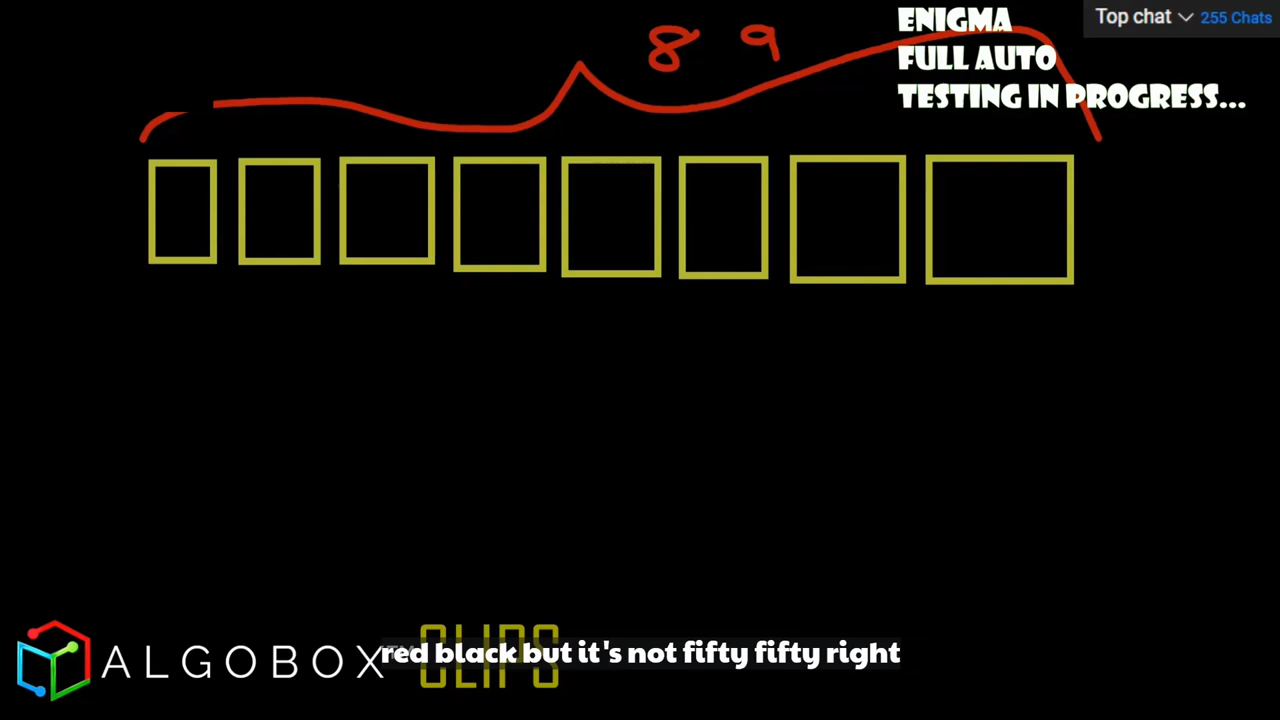 8 9
ENIGMA
FULL AUTO
TESTING IN PROGRESS...
Top chat 255 Chats
ALGOBOX CLIPS
red black but it's not fifty fifty right